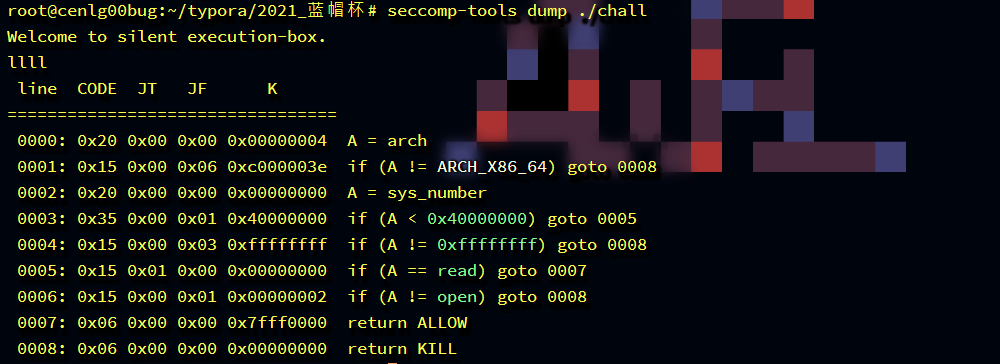 root@cenlg00bug:~/typora/2021_蓝帽杯# seccomp-tools dump ./chall
Welcome to silent execution-box.
llll
 line  CODE  JT   JF      K
=================================
 0000: 0x20 0x00 0x00 0x00000004  A = arch
 0001: 0x15 0x00 0x06 0xc000003e  if (A != ARCH_X86_64) goto 0008
 0002: 0x20 0x00 0x00 0x00000000  A = sys_number
 0003: 0x35 0x00 0x01 0x40000000  if (A < 0x40000000) goto 0005
 0004: 0x15 0x00 0x03 0xffffffff  if (A != 0xffffffff) goto 0008
 0005: 0x15 0x01 0x00 0x00000000  if (A == read) goto 0007
 0006: 0x15 0x00 0x01 0x00000002  if (A != open) goto 0008
 0007: 0x06 0x00 0x00 0x7fff0000  return ALLOW
 0008: 0x06 0x00 0x00 0x00000000  return KILL